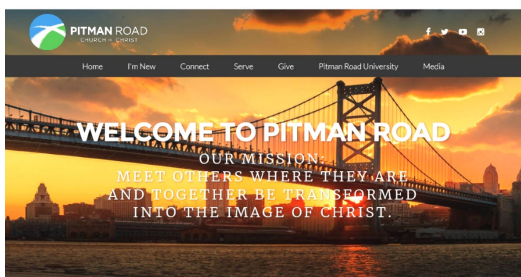 PITMAN ROAD
CHURCH OF CHRIST
Home I'm New Connect Serve Give Pitman Road University Media
WELCOME TO PITMAN ROAD
OUR MISSION:
MEET OTHERS WHERE THEY ARE
AND TOGETHER BE TRANSFORMED
INTO THE IMAGE OF CHRIST.